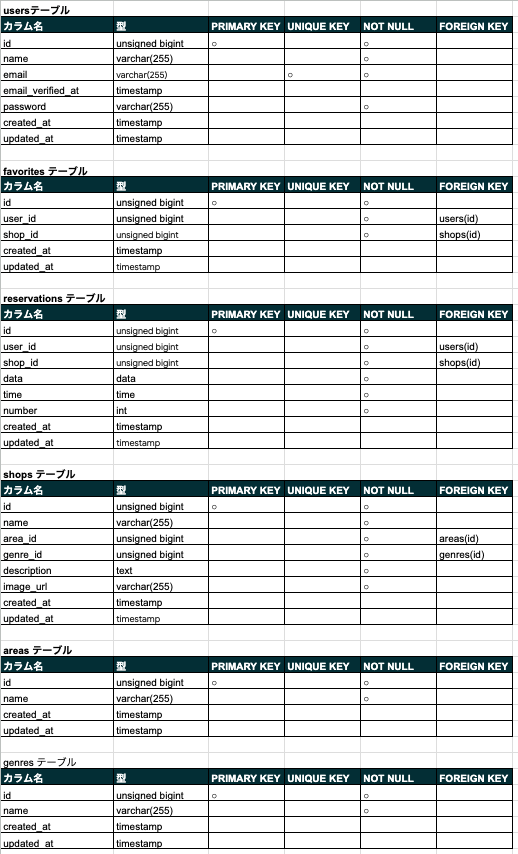 usersテーブル
カラム名 型 PRIMARY KEY UNIQUE KEY NOT NULL FOREIGN KEY
id unsigned bigint ○ ○
name varchar(255) ○
email varchar(255) ○ ○
email_verified_at timestamp
password varchar(255) ○
created_at timestamp
updated_at timestamp
favorites テーブル
カラム名 型 PRIMARY KEY UNIQUE KEY NOT NULL FOREIGN KEY
id unsigned bigint ○ ○
user_id unsigned bigint ○ users(id)
shop_id unsigned bigint ○ shops(id)
created_at timestamp
updated_at timestamp
reservations テーブル
カラム名 型 PRIMARY KEY UNIQUE KEY NOT NULL FOREIGN KEY
id unsigned bigint ○ ○
user_id unsigned bigint ○ users(id)
shop_id unsigned bigint ○ shops(id)
data data ○
time time ○
number int ○
created_at timestamp
updated_at timestamp
shops テーブル
カラム名 型 PRIMARY KEY UNIQUE KEY NOT NULL FOREIGN KEY
id unsigned bigint ○ ○
name varchar(255) ○
area_id unsigned bigint ○ areas(id)
genre_id unsigned bigint ○ genres(id)
description text ○
image_url varchar(255) ○
created_at timestamp
updated_at timestamp
areas テーブル
カラム名 型 PRIMARY KEY UNIQUE KEY NOT NULL FOREIGN KEY
id unsigned bigint ○ ○
name varchar(255) ○
created_at timestamp
updated_at timestamp
genres テーブル
カラム名 型 PRIMARY KEY UNIQUE KEY NOT NULL FOREIGN KEY
id unsigned bigint ○ ○
name varchar(255) ○
created_at timestamp
updated_at timestamp